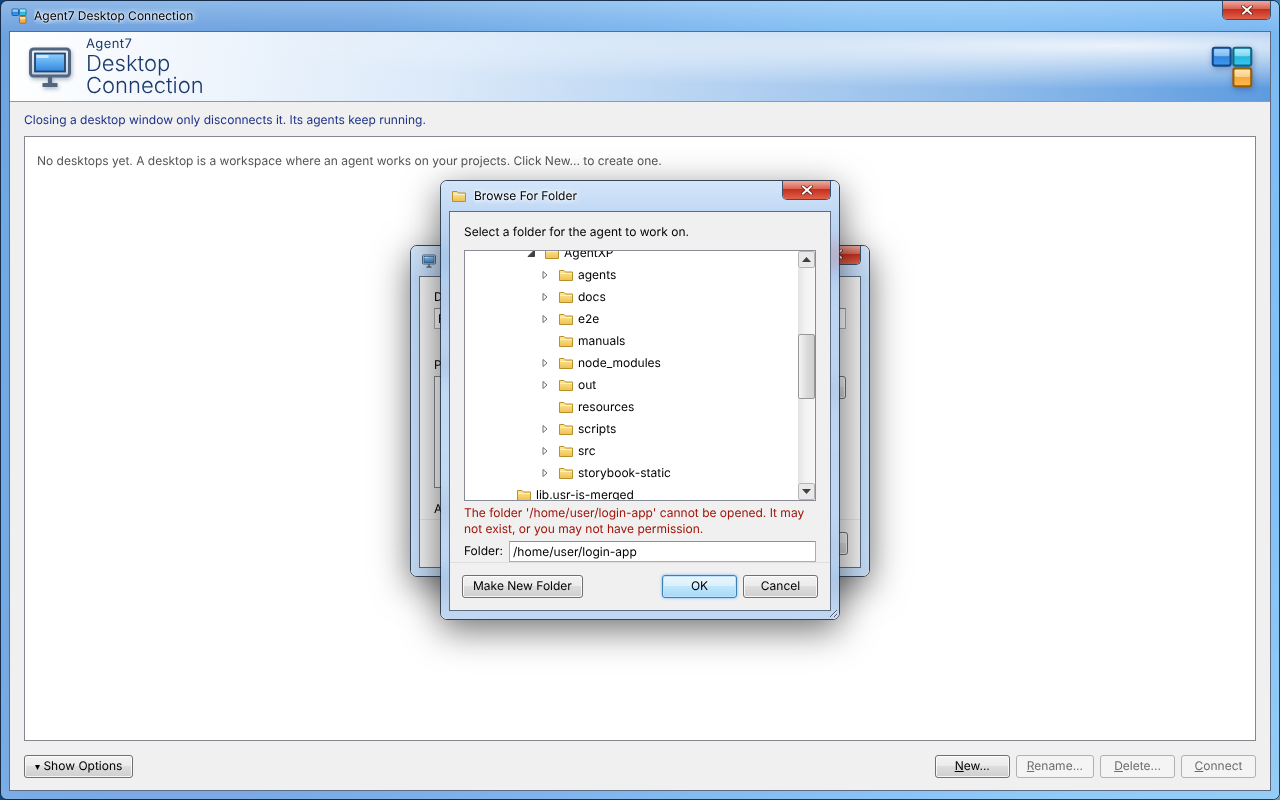 Agent7 Desktop Connection
Agent7
Desktop
Connection
Closing a desktop window only disconnects it. Its agents keep running.
No desktops yet. A desktop is a workspace where an agent works on your projects. Click New... to create one.
Browse For Folder
Select a folder for the agent to work on.
AgentXP
agents
docs
e2e
manuals
node_modules
out
resources
scripts
src
storybook-static
lib.usr-is-merged
The folder '/home/user/login-app' cannot be opened. It may
not exist, or you may not have permission.
Folder: /home/user/login-app
Make New Folder OK Cancel
▾ Show Options New... Rename... Delete... Connect